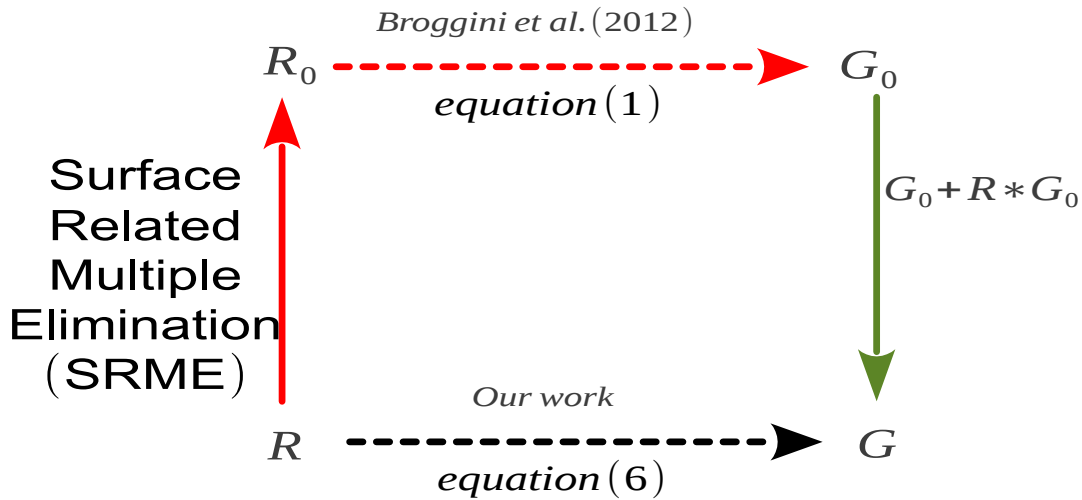 Broggini et al. (2012)
R₀
G₀
equation (1)
Surface
Related
Multiple
Elimination
(SRME)
G₀ + R ∗ G₀
Our work
R
G
equation (6)